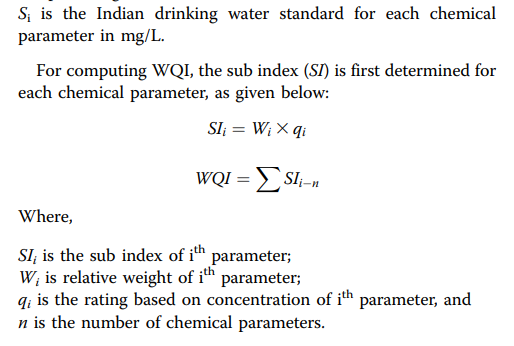 Sᵢ is the Indian drinking water standard for each chemical
parameter in mg/L.
For computing WQI, the sub index (SI) is first determined for
each chemical parameter, as given below:
SIᵢ = Wᵢ × qᵢ
WQI = ∑ SIᵢ₋ₙ
Where,
SIᵢ is the sub index of iᵗʰ parameter;
Wᵢ is relative weight of iᵗʰ parameter;
qᵢ is the rating based on concentration of iᵗʰ parameter, and
n is the number of chemical parameters.